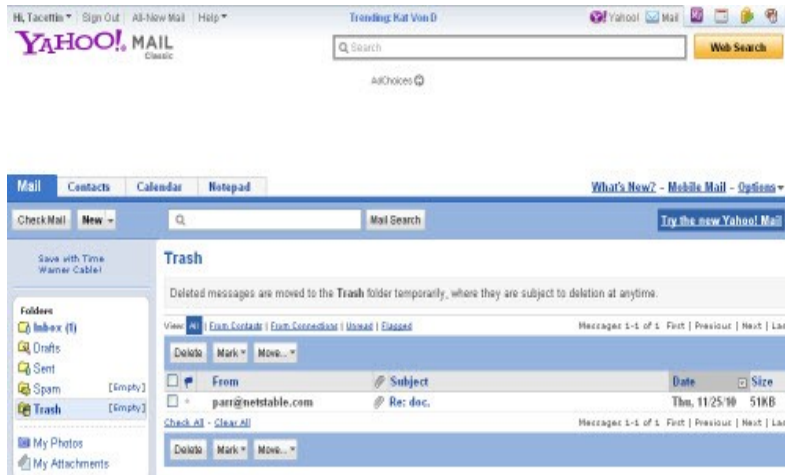 Hi, Tacettin Sign Out All-New Mail Help Trending: Kat Von D Yahoo! Mail
YAHOO! MAIL
Classic
Search Web Search
AdChoices
Mail Contacts Calendar Notepad What's New? - Mobile Mail - Options
Check Mail New Mail Search Try the new Yahoo! Mail
Save with Time
Warner Cable!
Trash
Deleted messages are moved to the Trash folder temporarily, where they are subject to deletion at anytime.
Folders
Inbox (1)
Drafts
Sent
Spam [Empty]
Trash [Empty]
My Photos
My Attachments
View: All | From Contacts | From Connections | Unread | Flagged Messages 1-1 of 1 First | Previous | Next | Las
Delete Mark Move...
From Subject Date Size
parr@netstable.com Re: doc. Thu, 11/25/10 51KB
Check All - Clear All Messages 1-1 of 1 First | Previous | Next | Las
Delete Mark Move...